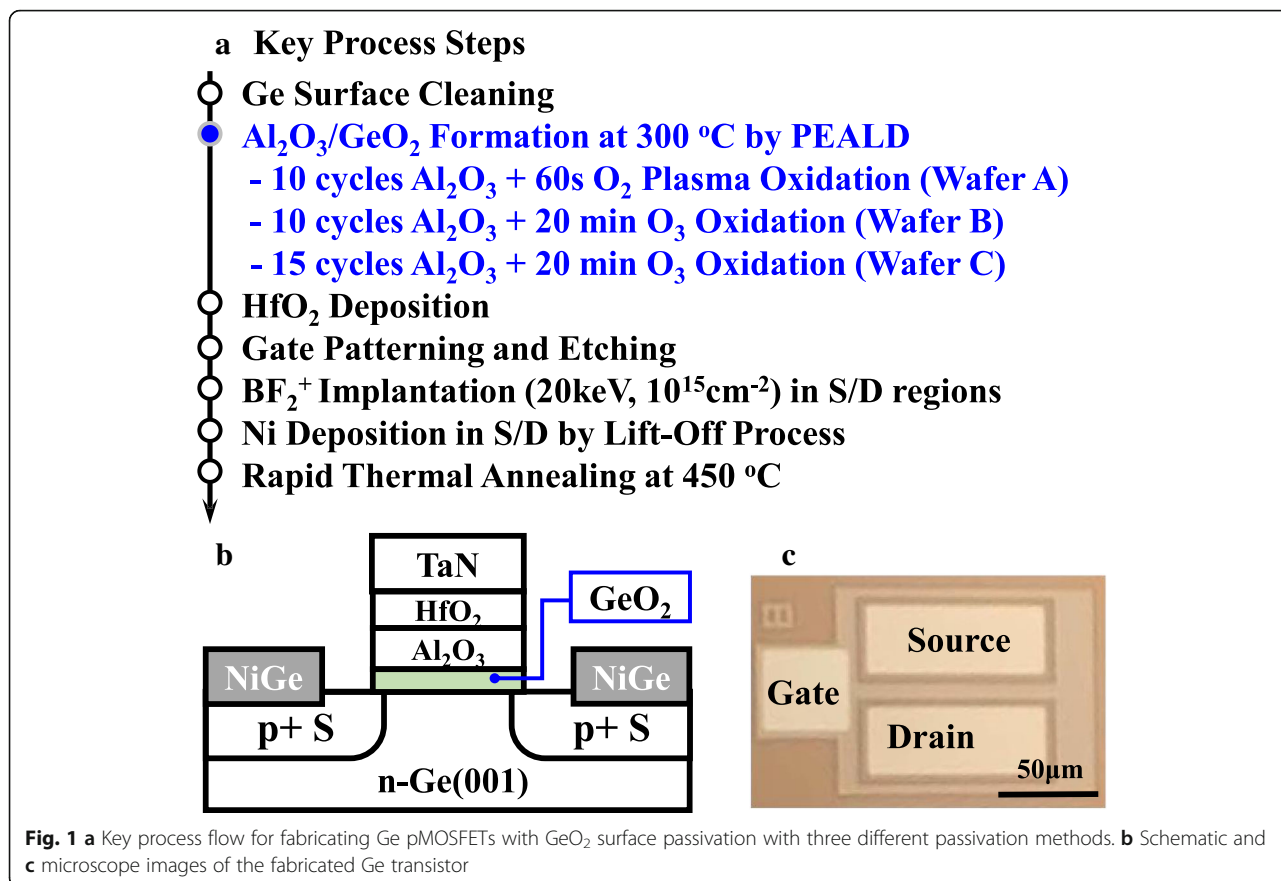 a Key Process Steps
Ge Surface Cleaning
Al₂O₃/GeO₂ Formation at 300 ᵒC by PEALD
- 10 cycles Al₂O₃ + 60s O₂ Plasma Oxidation (Wafer A)
- 10 cycles Al₂O₃ + 20 min O₃ Oxidation (Wafer B)
- 15 cycles Al₂O₃ + 20 min O₃ Oxidation (Wafer C)
HfO₂ Deposition
Gate Patterning and Etching
BF₂⁺ Implantation (20keV, 10¹⁵cm⁻²) in S/D regions
Ni Deposition in S/D by Lift-Off Process
Rapid Thermal Annealing at 450 ᵒC
b
TaN
HfO₂
Al₂O₃
GeO₂
NiGe
NiGe
p+ S
p+ S
n-Ge(001)
c
Source
Gate
Drain
50μm
Fig. 1 a Key process flow for fabricating Ge pMOSFETs with GeO₂ surface passivation with three different passivation methods. b Schematic and
c microscope images of the fabricated Ge transistor